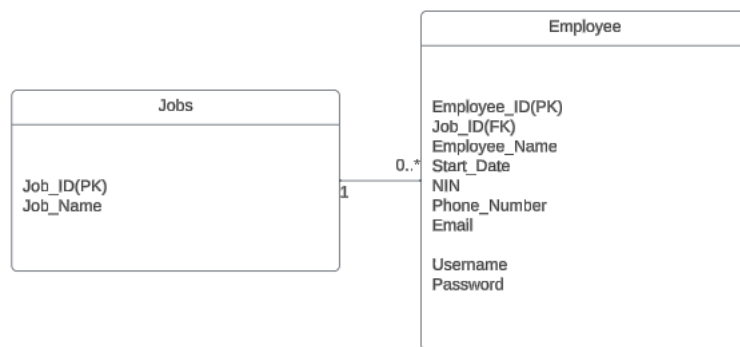 Jobs
Job_ID(PK)
Job_Name
1
0..*
Employee
Employee_ID(PK)
Job_ID(FK)
Employee_Name
Start_Date
NIN
Phone_Number
Email
Username
Password